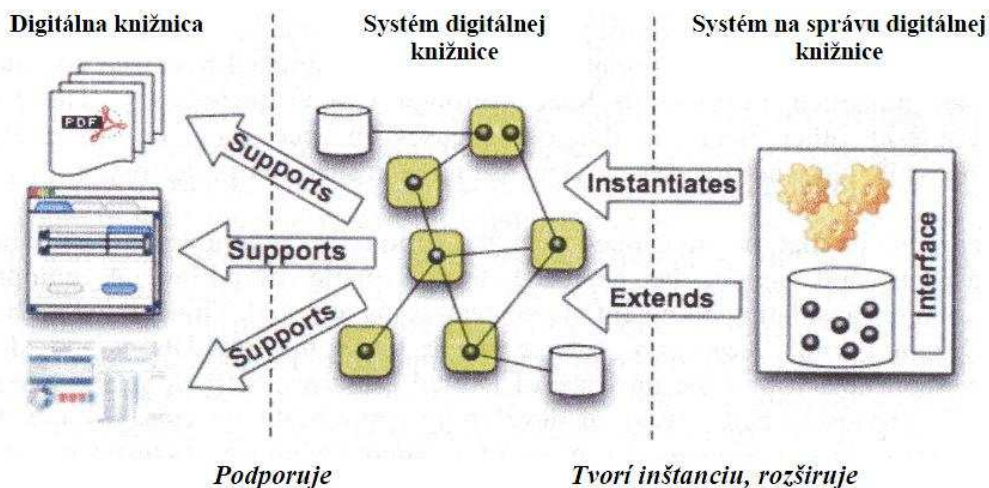 Digitálna knižnica
Systém digitálnej
knižnice
Systém na správu digitálnej
knižnice
PDF
Supports
Supports
Supports
Instantiates
Extends
Interface
Podporuje
Tvorí inštanciu, rozširuje